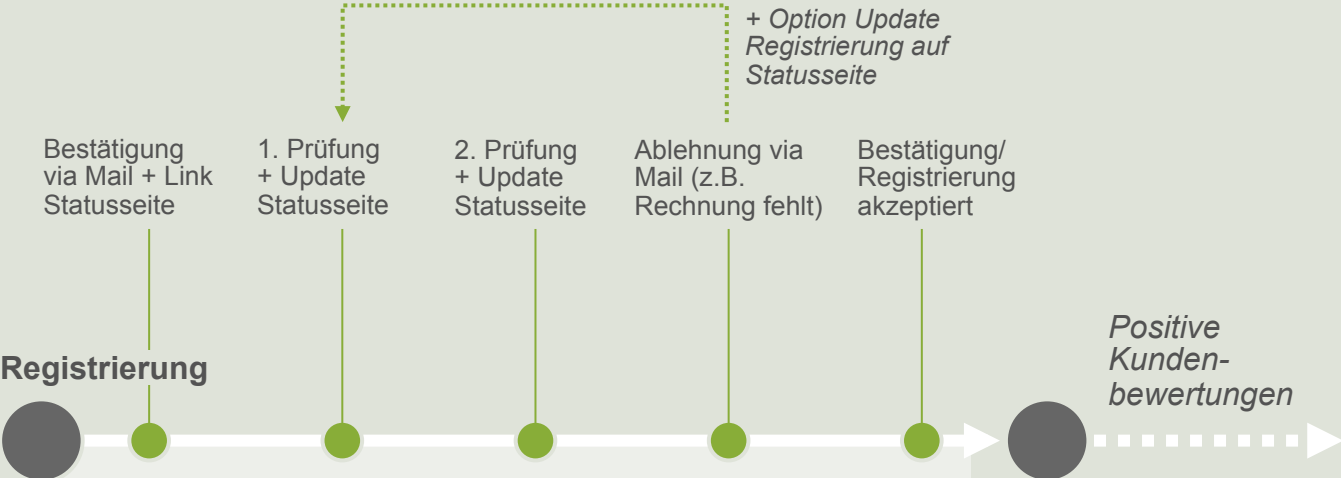 + Option Update
Registrierung auf
Statusseite
Bestätigung
via Mail + Link
Statusseite
1. Prüfung
+ Update
Statusseite
2. Prüfung
+ Update
Statusseite
Ablehnung via
Mail (z.B.
Rechnung fehlt)
Bestätigung/
Registrierung
akzeptiert
Registrierung
Positive
Kunden-
bewertungen